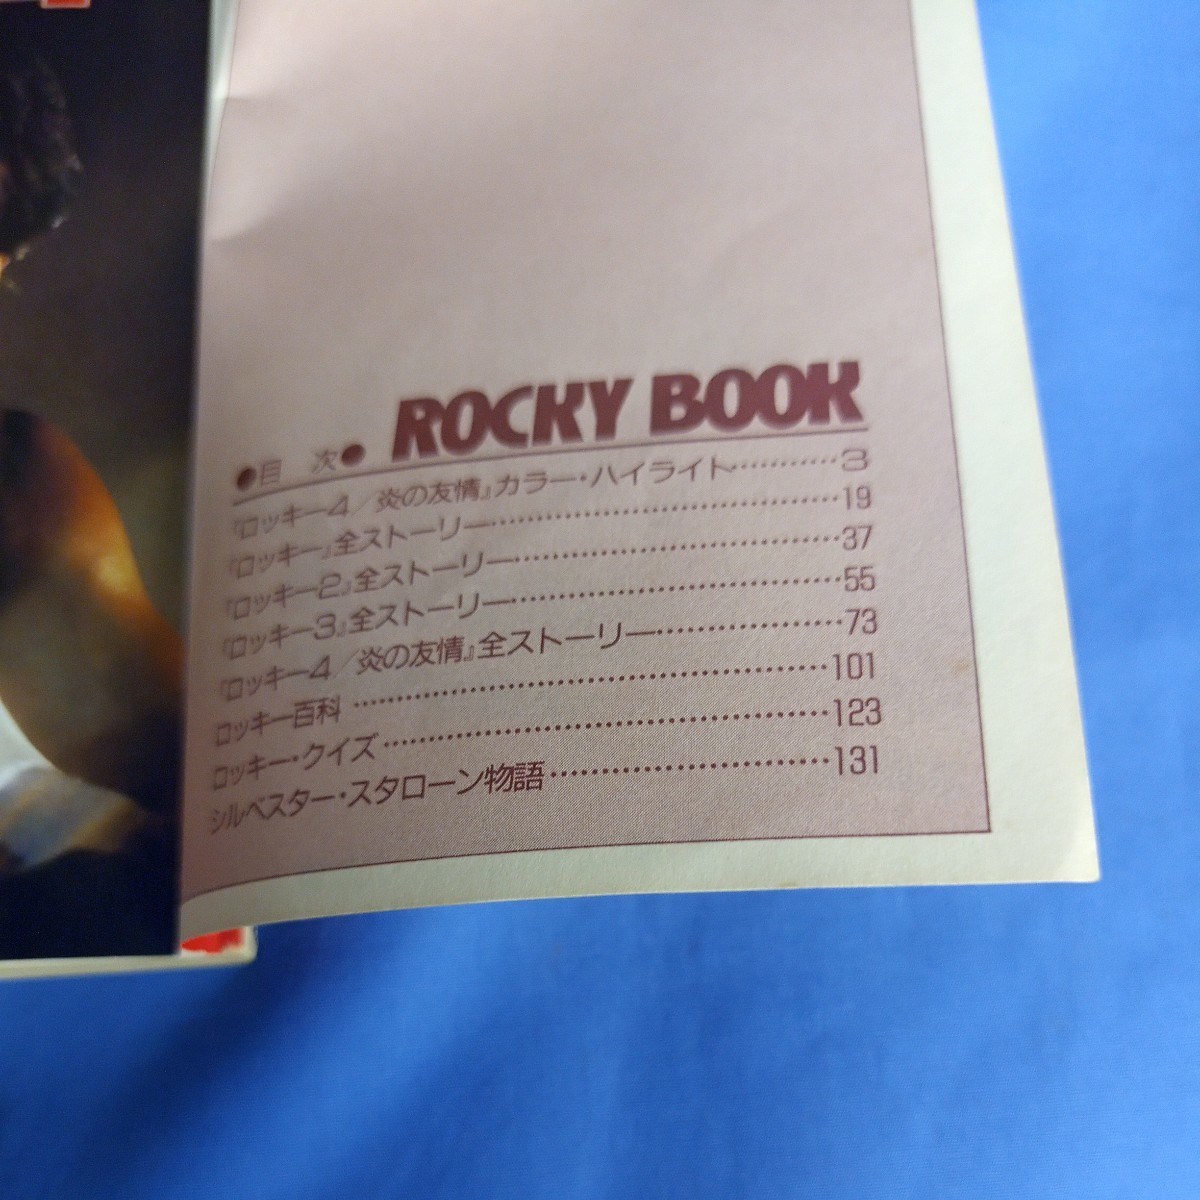 ROCKY BOOK
●目 次●
『ロッキー4/炎の友情』カラー・ハイライト…………3
『ロッキー』全ストーリー……………………………19
『ロッキー2』全ストーリー……………………………37
『ロッキー3』全ストーリー……………………………55
『ロッキー4/炎の友情』全ストーリー………………73
ロッキー百科……………………………………………101
ロッキー・クイズ………………………………………123
シルベスター・スタローン物語………………………131